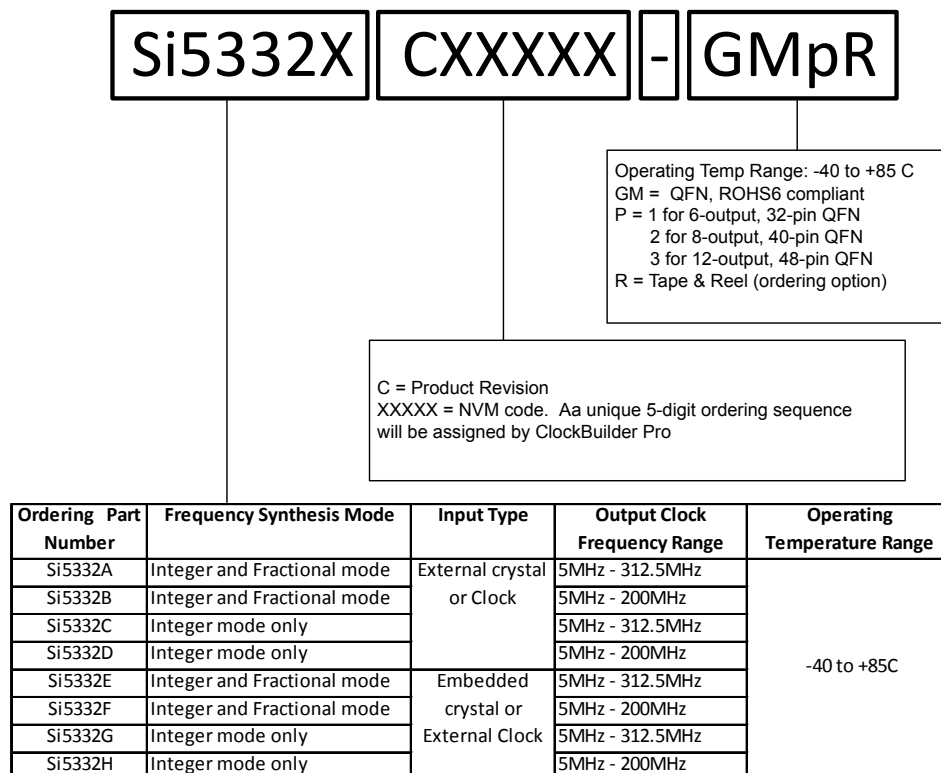 Si5332X CXXXXX - GMpR
Operating Temp Range: -40 to +85 C
GM = QFN, ROHS6 compliant
P = 1 for 6-output, 32-pin QFN
2 for 8-output, 40-pin QFN
3 for 12-output, 48-pin QFN
R = Tape & Reel (ordering option)
C = Product Revision
XXXXX = NVM code. Aa unique 5-digit ordering sequence
will be assigned by ClockBuilder Pro
Ordering Part Number Frequency Synthesis Mode Input Type Output Clock Frequency Range Operating Temperature Range
Si5332A Integer and Fractional mode External crystal or Clock 5MHz - 312.5MHz -40 to +85C
Si5332B Integer and Fractional mode 5MHz - 200MHz
Si5332C Integer mode only 5MHz - 312.5MHz
Si5332D Integer mode only 5MHz - 200MHz
Si5332E Integer and Fractional mode Embedded crystal or External Clock 5MHz - 312.5MHz
Si5332F Integer and Fractional mode 5MHz - 200MHz
Si5332G Integer mode only 5MHz - 312.5MHz
Si5332H Integer mode only 5MHz - 200MHz